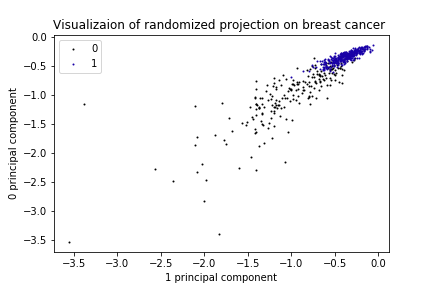 Visualizaion of randomized projection on breast cancer
0
1
0.0
−0.5
−1.0
−1.5
−2.0
−2.5
−3.0
−3.5
0 principal component
−3.5 −3.0 −2.5 −2.0 −1.5 −1.0 −0.5 0.0
1 principal component